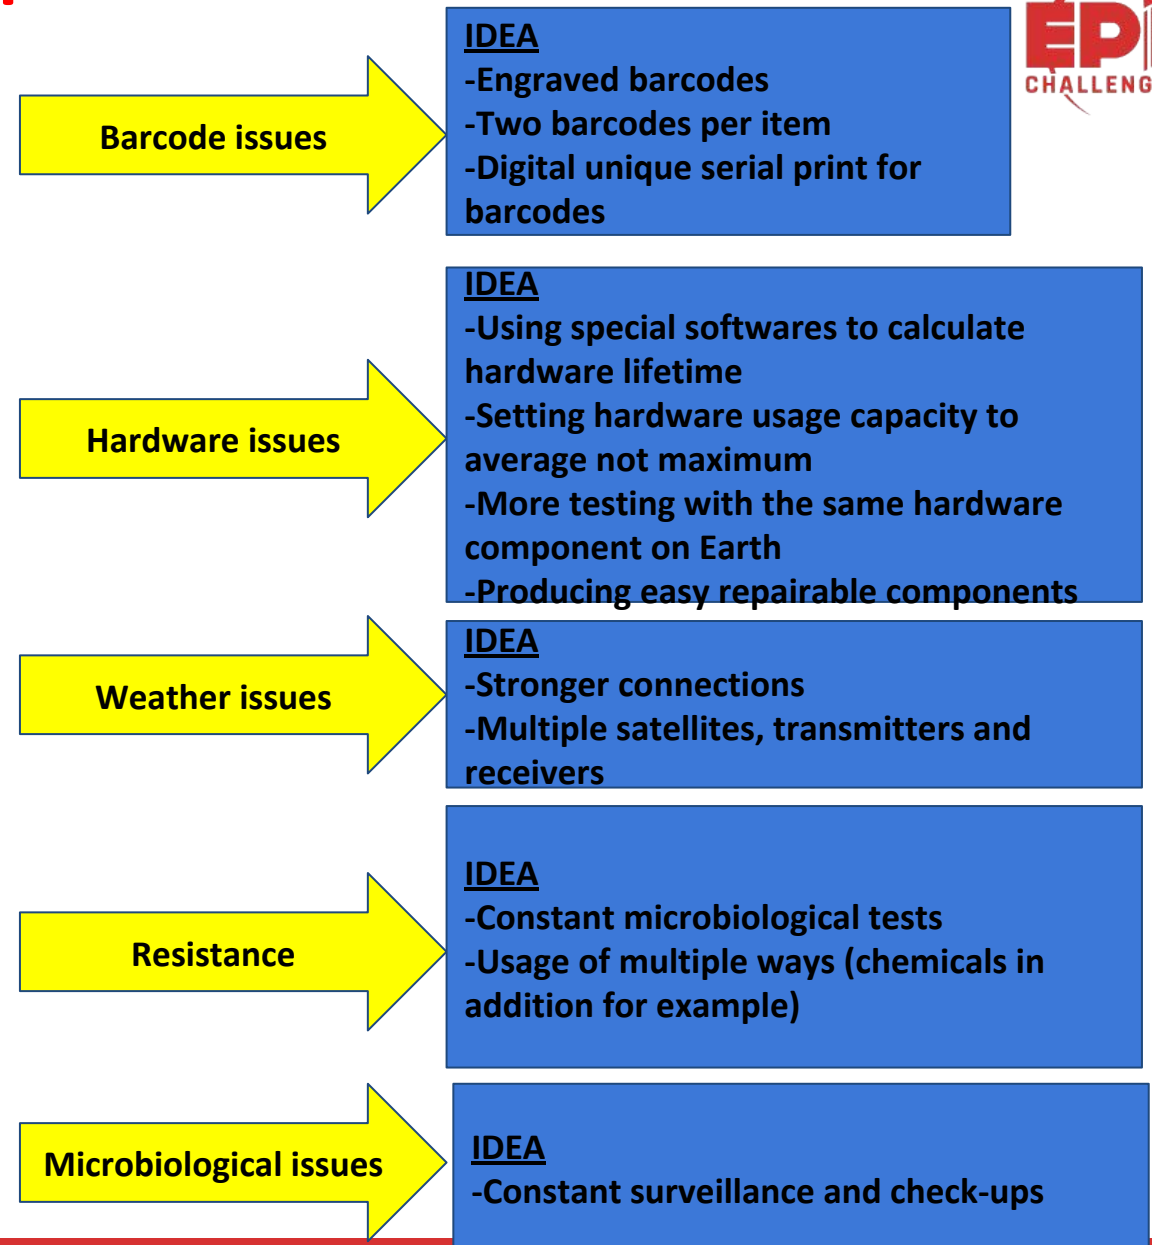 IDEA
-Engraved barcodes
-Two barcodes per item
-Digital unique serial print for
barcodes
Barcode issues
CHALLENG
IDEA
-Using special softwares to calculate
hardware lifetime
-Setting hardware usage capacity to
average not maximum
-More testing with the same hardware
component on Earth
-Producing easy repairable components
Hardware issues
IDEA
-Stronger connections
-Multiple satellites, transmitters and
receivers
Weather issues
IDEA
-Constant microbiological tests
-Usage of multiple ways (chemicals in
addition for example)
Resistance
IDEA
-Constant surveillance and check-ups
Microbiological issues